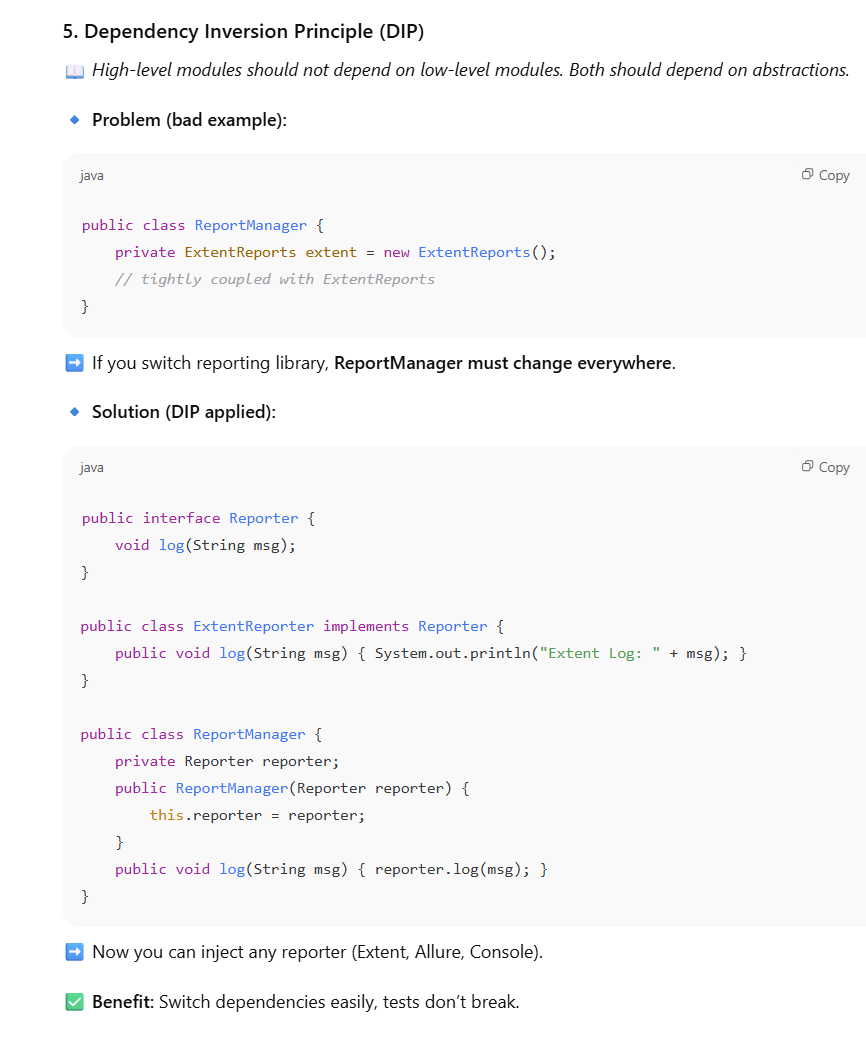 5. Dependency Inversion Principle (DIP)
📖 High-level modules should not depend on low-level modules. Both should depend on abstractions.
🔹 Problem (bad example):
java
Copy
public class ReportManager {
    private ExtentReports extent = new ExtentReports();
    // tightly coupled with ExtentReports
}
➡️ If you switch reporting library, ReportManager must change everywhere.
🔹 Solution (DIP applied):
java
Copy
public interface Reporter {
    void log(String msg);
}
public class ExtentReporter implements Reporter {
    public void log(String msg) { System.out.println("Extent Log: " + msg); }
}
public class ReportManager {
    private Reporter reporter;
    public ReportManager(Reporter reporter) {
        this.reporter = reporter;
    }
    public void log(String msg) { reporter.log(msg); }
}
➡️ Now you can inject any reporter (Extent, Allure, Console).
✅ Benefit: Switch dependencies easily, tests don’t break.